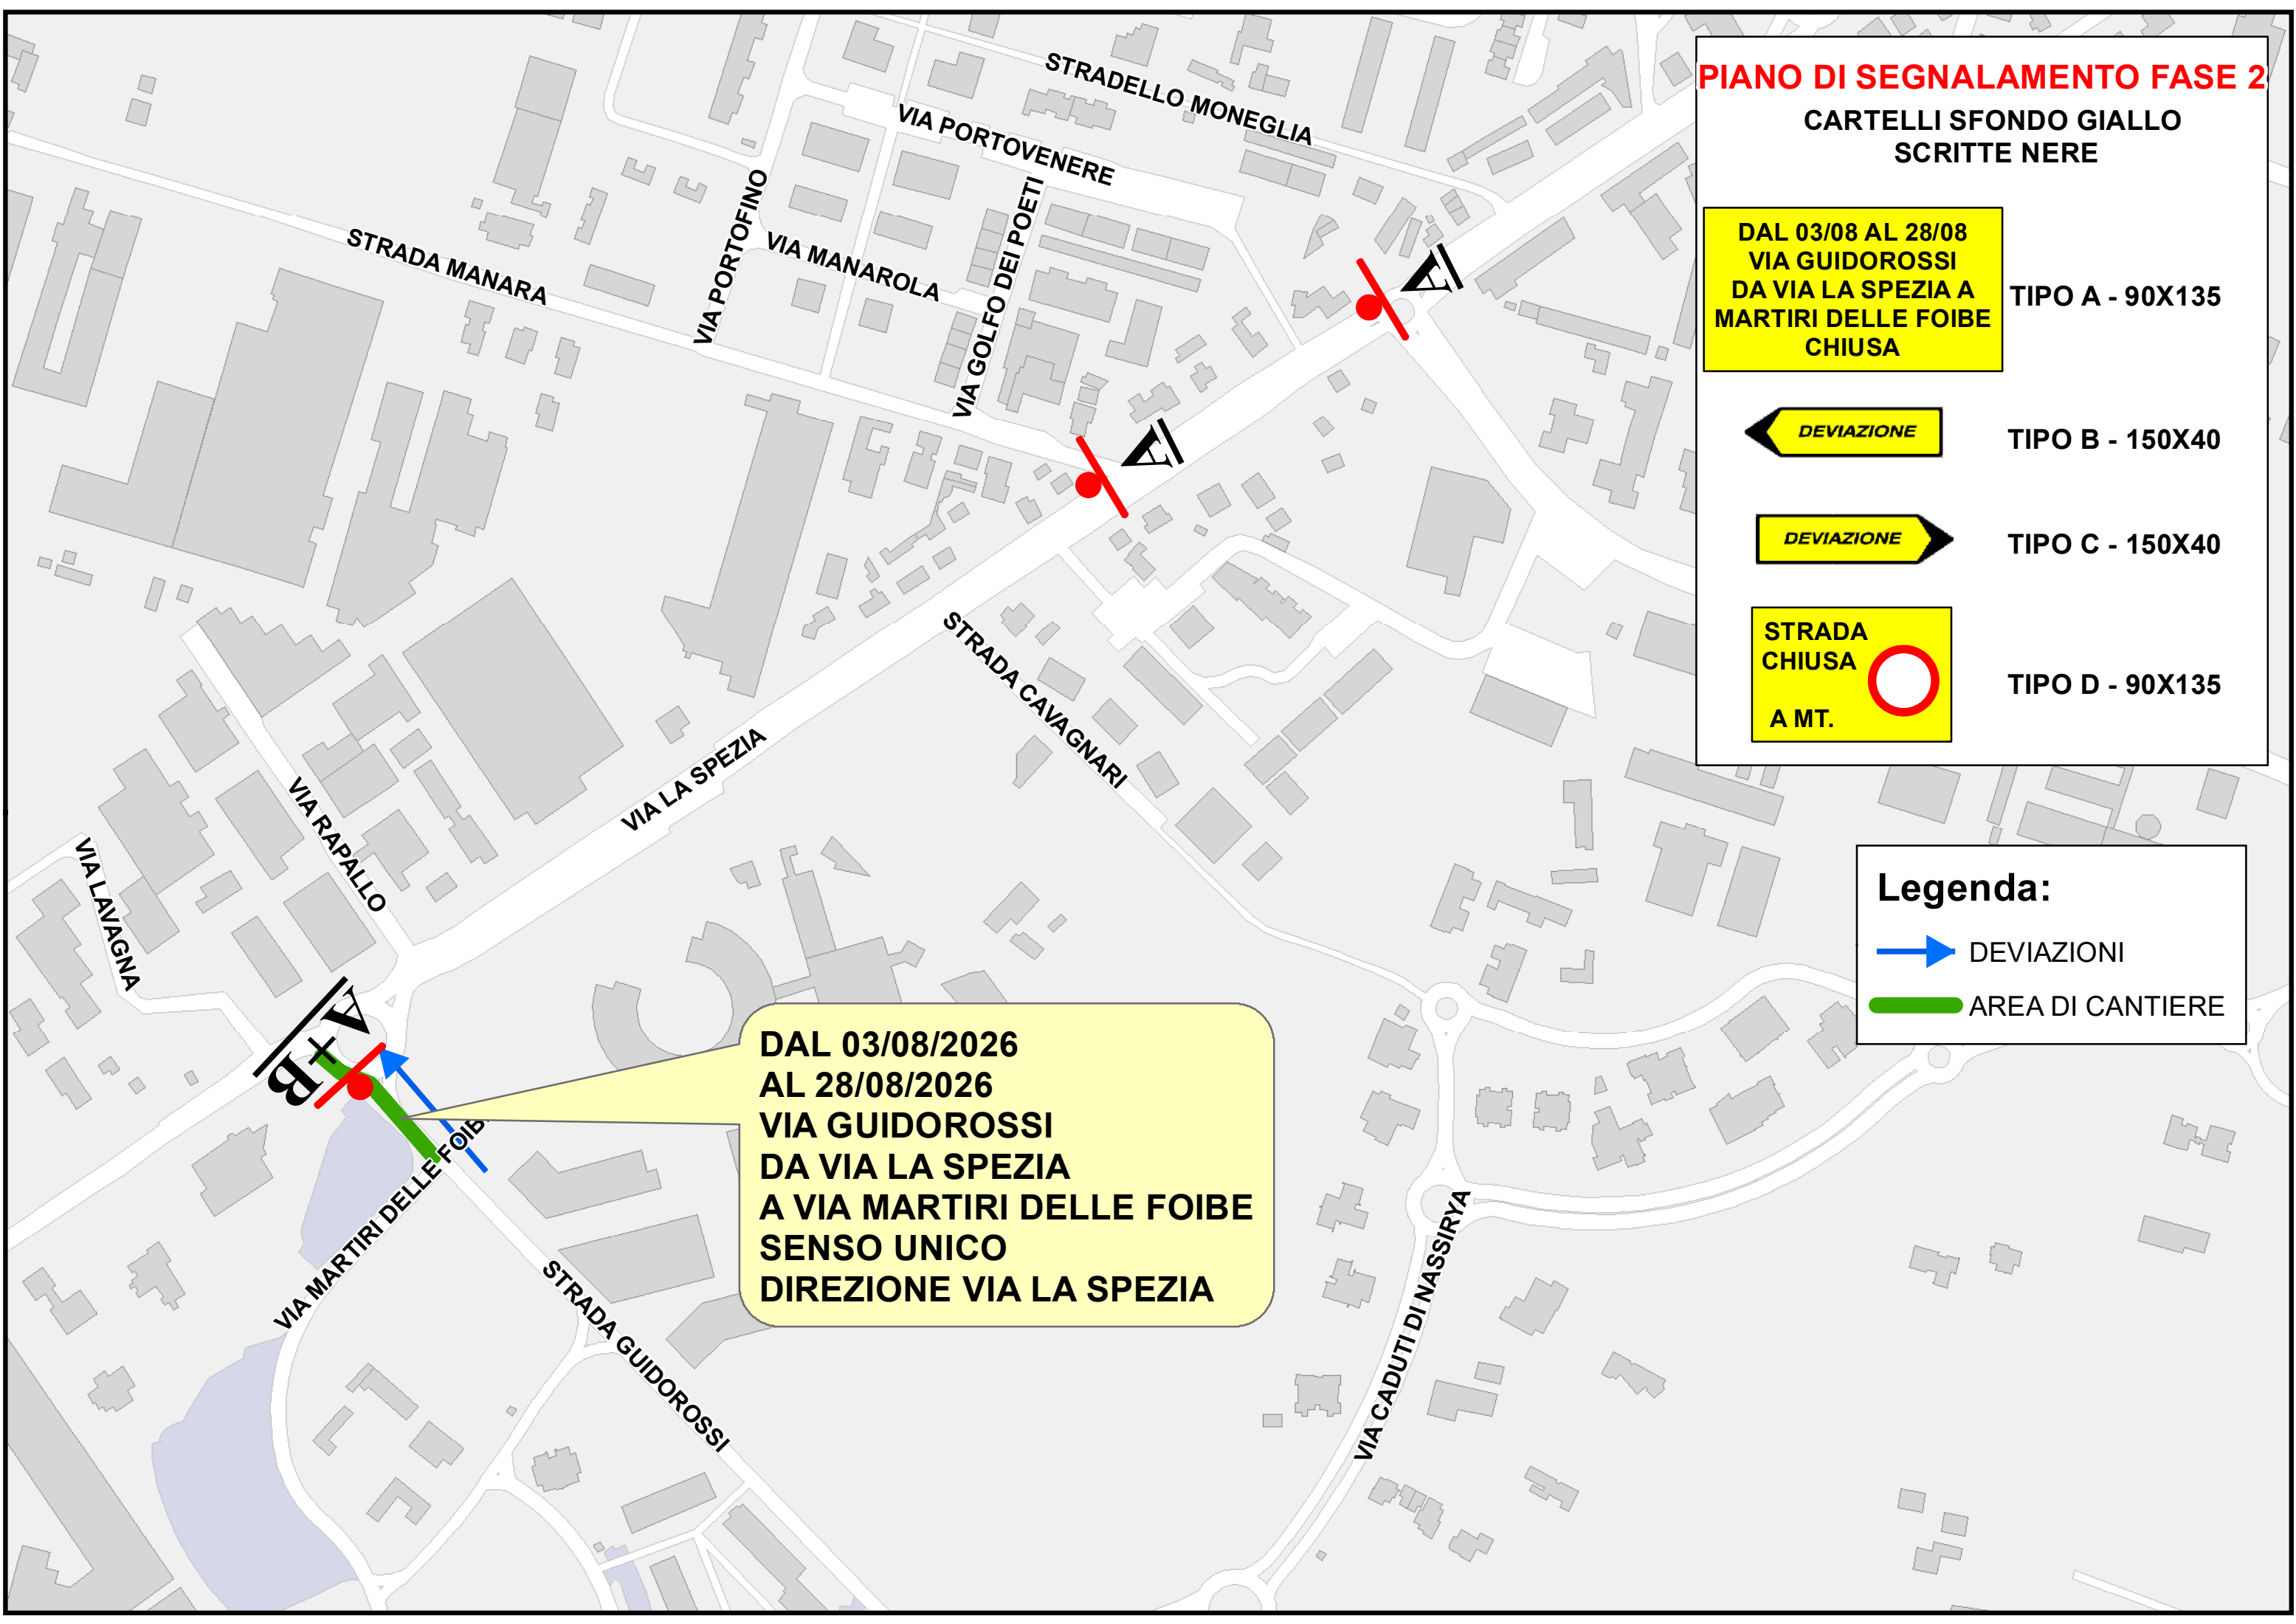 PIANO DI SEGNALAMENTO FASE 2
CARTELLI SFONDO GIALLO
SCRITTE NERE
DAL 03/08 AL 28/08
VIA GUIDOROSSI
DA VIA LA SPEZIA A
MARTIRI DELLE FOIBE
CHIUSA
TIPO A - 90X135
DEVIAZIONE
TIPO B - 150X40
DEVIAZIONE
TIPO C - 150X40
STRADA
CHIUSA
A MT.
TIPO D - 90X135
Legenda:
DEVIAZIONI
AREA DI CANTIERE
STRADELLO MONEGLIA
VIA PORTOVENERE
VIA PORTOFINO
VIA MANAROLA
VIA GOLFO DEI POETI
STRADA MANARA
A
A
STRADA CAVAGNARI
VIA LA SPEZIA
VIA RAPALLO
VIA LAVAGNA
A
+
B
VIA MARTIRI DELLE FOIB
STRADA GUIDOROSSI
VIA CADUTI DI NASSIRYA
DAL 03/08/2026
AL 28/08/2026
VIA GUIDOROSSI
DA VIA LA SPEZIA
A VIA MARTIRI DELLE FOIBE
SENSO UNICO
DIREZIONE VIA LA SPEZIA